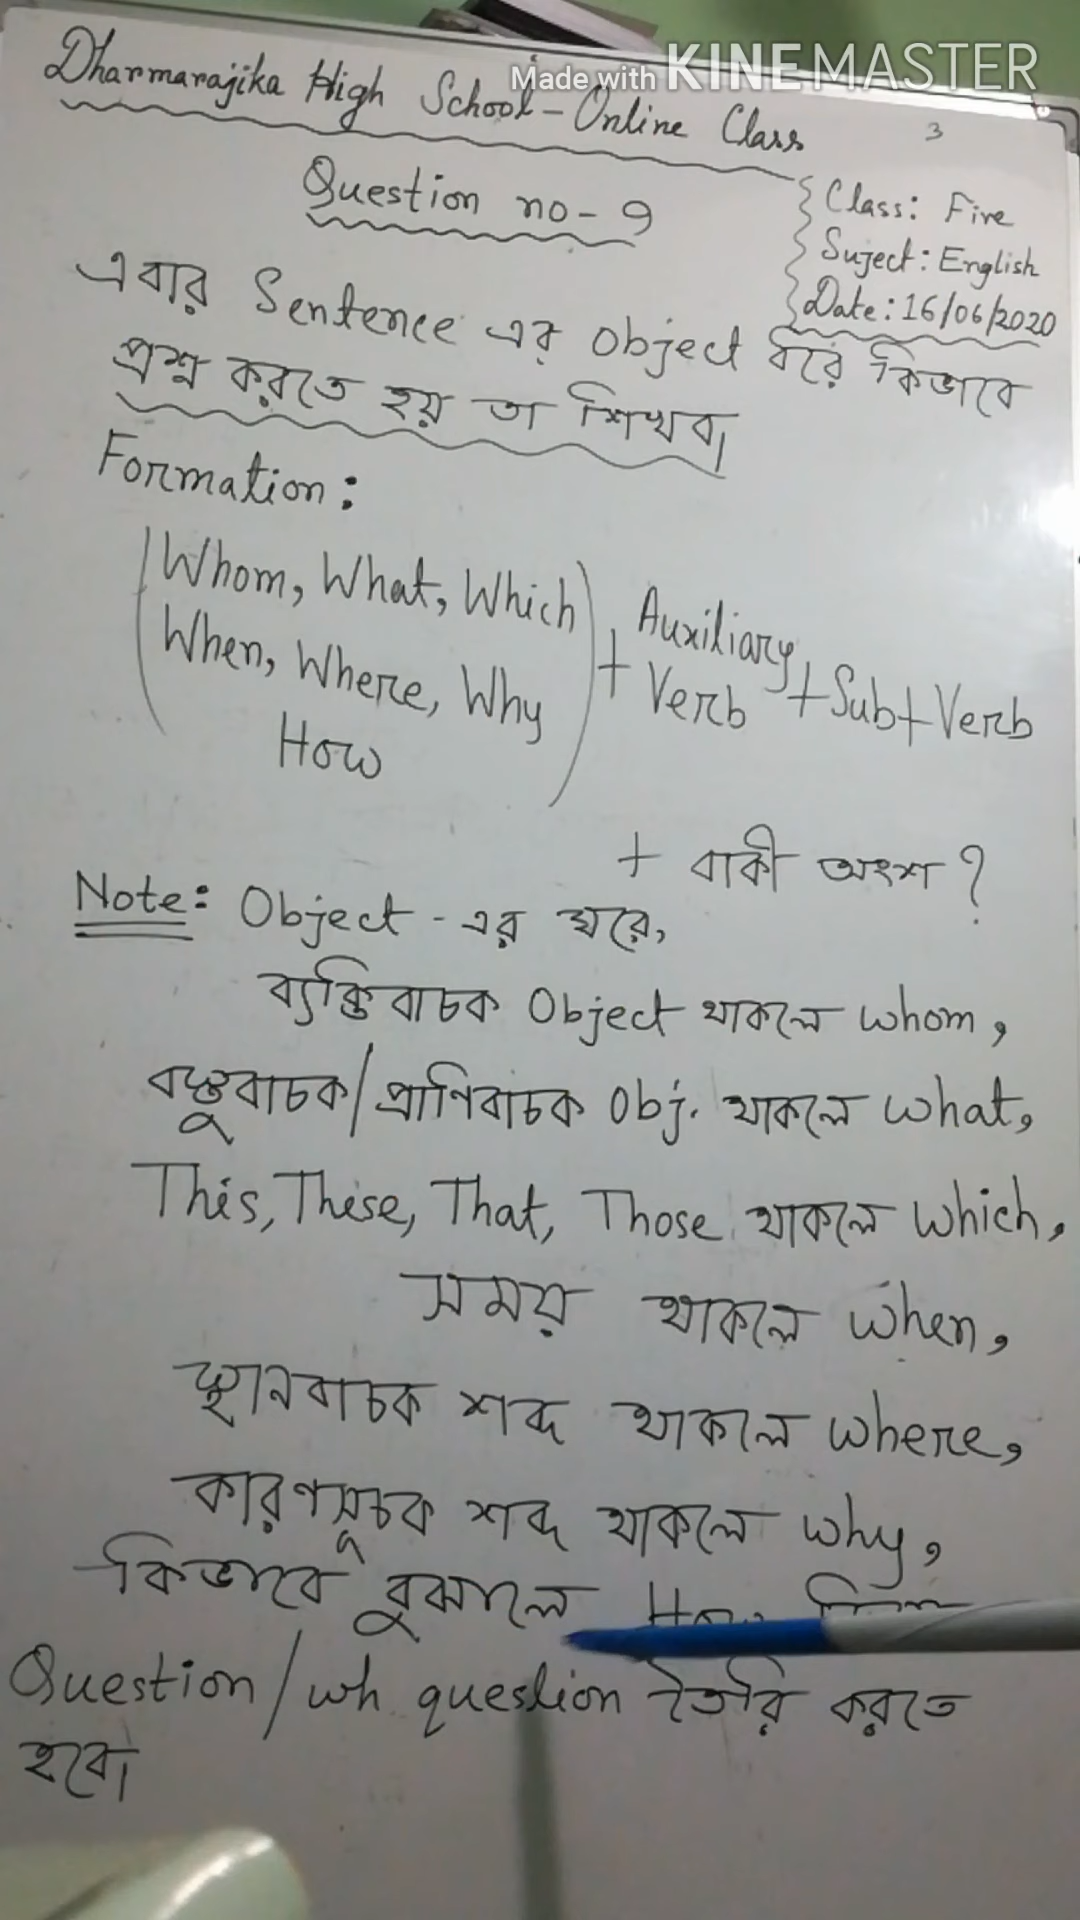 Made with KINEMASTER
Dharmarajika High School-Online Class
3
Question no-9
Class: Five
Suject: English
Date: 16/06/2020
এবার Sentence এর object ধরে কিভাবে
প্রশ্ন করতে হয় তা শিখব।
Formation:
(Whom, What, Which
When, Where, Why
How) + Auxiliary Verb + Sub + Verb
+ বাকী অংশ ?
Note: Object -এর ঘরে,
ব্যক্তিবাচক Object থাকলে whom,
বস্তুবাচক/প্রাণিবাচক Obj. থাকলে what,
This, These, That, Those থাকলে which,
সময় থাকলে when,
স্থানবাচক শব্দ থাকলে where,
কারণসূচক শব্দ থাকলে why,
কিভাবে বুঝালে How
Question/wh question তৈরি করতে
হবে।